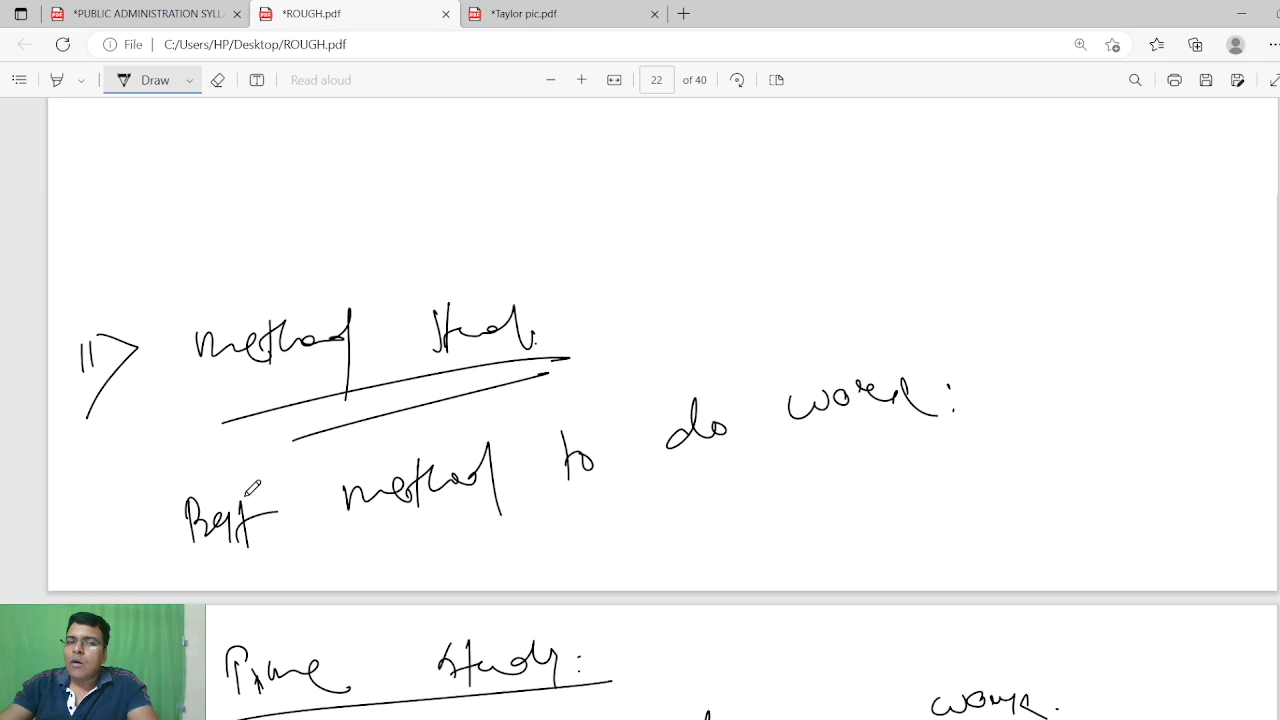 *PUBLIC ADMINISTRATION SYLLA
*ROUGH.pdf
*Taylor pic.pdf
File
C:/Users/HP/Desktop/ROUGH.pdf
Draw
Read aloud
22 of 40
11> method Study
Best method to do work:
Time Study:
work.